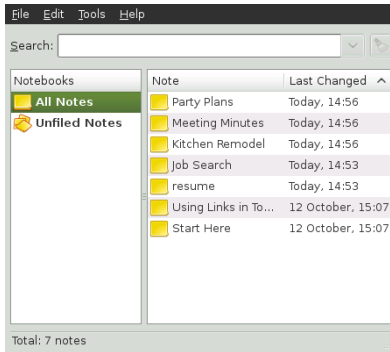 File Edit Tools Help
Search:
Notebooks Note Last Changed
All Notes Party Plans Today, 14:56
Unfiled Notes Meeting Minutes Today, 14:56
Kitchen Remodel Today, 14:56
Job Search Today, 14:53
resume Today, 14:53
Using Links in To... 12 October, 15:07
Start Here 12 October, 15:07
Total: 7 notes